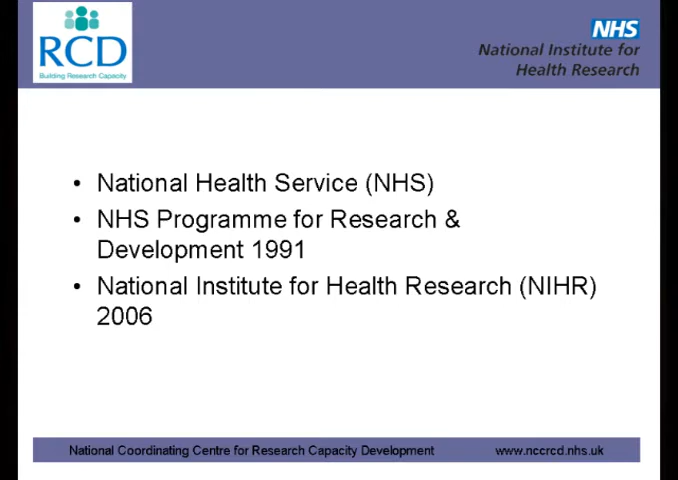 RCD
Building Research Capacity
NHS
National Institute for
Health Research
• National Health Service (NHS)
• NHS Programme for Research &
Development 1991
• National Institute for Health Research (NIHR)
2006
National Coordinating Centre for Research Capacity Development www.nccrcd.nhs.uk